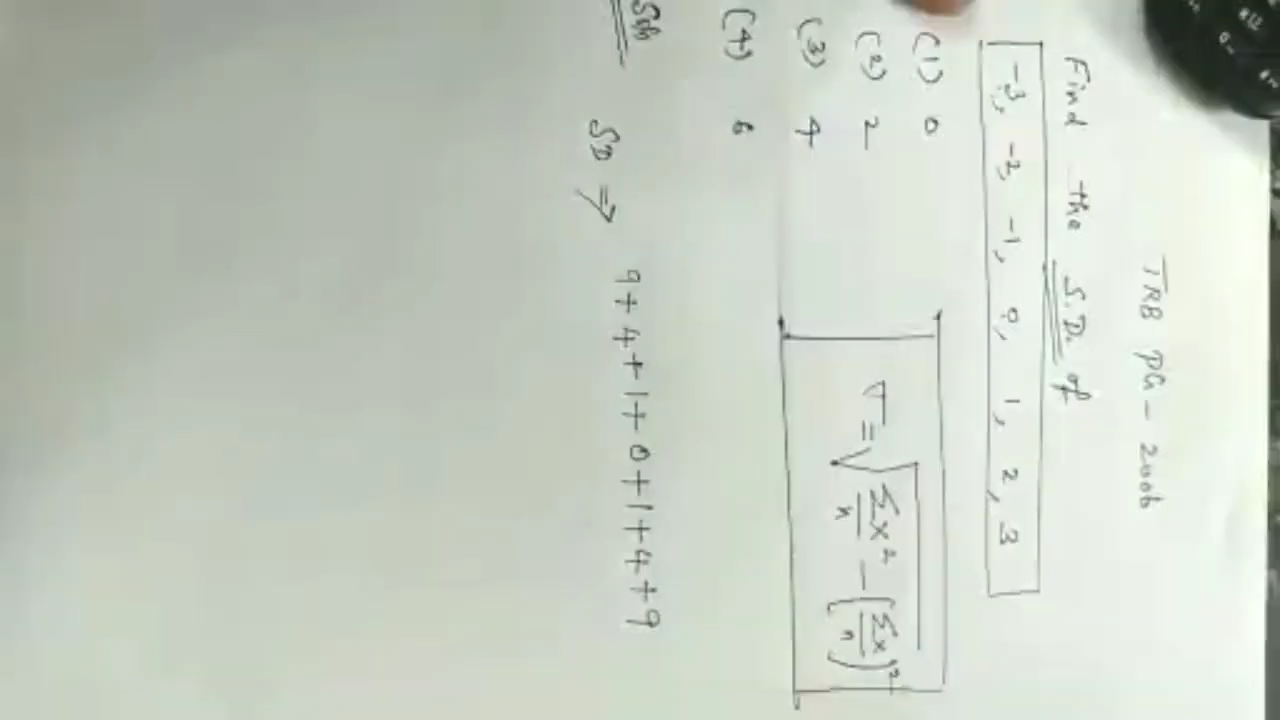 TRB PG - 2006
Find the S.D. of
-3, -2, -1, 0, 1, 2, 3
(1) 0
(2) 2
(3) 4
(4) 6
σ = √ Σx²/n - (Σx/n)²
Soln
SD ⇒ 9+4+1+0+1+4+9